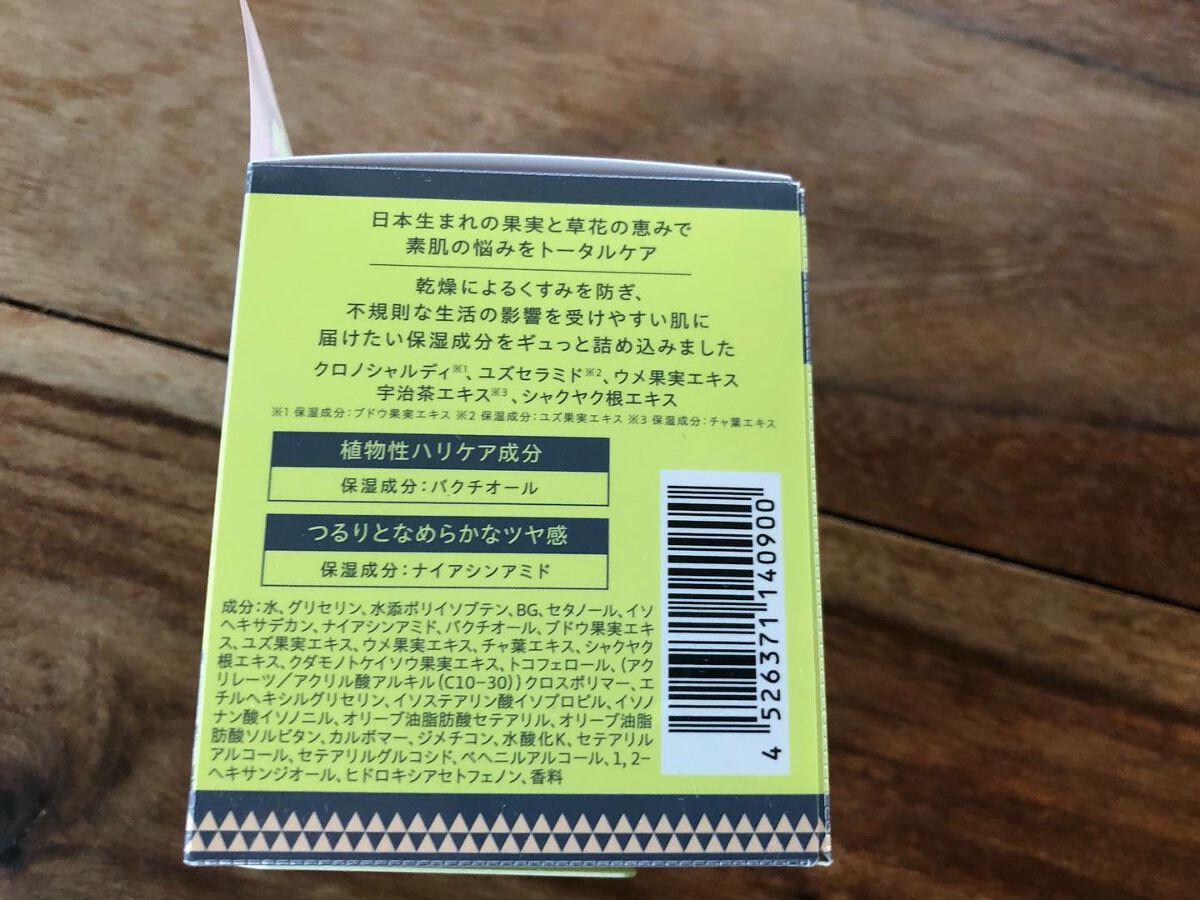 日本生まれの果実と草花の恵みで
素肌の悩みをトータルケア
乾燥によるくすみを防ぎ、
不規則な生活の影響を受けやすい肌に
届けたい保湿成分をギュっと詰め込みました
クロノシャルディ※1、ユズセラミド※2、ウメ果実エキス
宇治茶エキス※3、シャクヤク根エキス
※1 保湿成分:ブドウ果実エキス ※2 保湿成分:ユズ果実エキス ※3 保湿成分:チャ葉エキス
植物性ハリケア成分
保湿成分:バクチオール
つるりとなめらかなツヤ感
保湿成分:ナイアシンアミド
成分:水、グリセリン、水添ポリイソブテン、BG、セタノール、イソ
ヘキサデカン、ナイアシンアミド、バクチオール、ブドウ果実エキ
ス、ユズ果実エキス、ウメ果実エキス、チャ葉エキス、シャクヤク
根エキス、クダモノトケイソウ果実エキス、トコフェロール、(アク
リレーツ/アクリル酸アルキル(C10-30))クロスポリマー、エ
チルヘキシルグリセリン、イソステアリン酸イソプロピル、イソノ
ナン酸イソノニル、オリーブ油脂肪酸セテアリル、オリーブ油脂
肪酸ソルビタン、カルボマー、ジメチコン、水酸化K、セテアリル
アルコール、セテアリルグルコシド、ベヘニルアルコール、1,2-
ヘキサンジオール、ヒドロキシアセトフェノン、香料
4 526371 140900